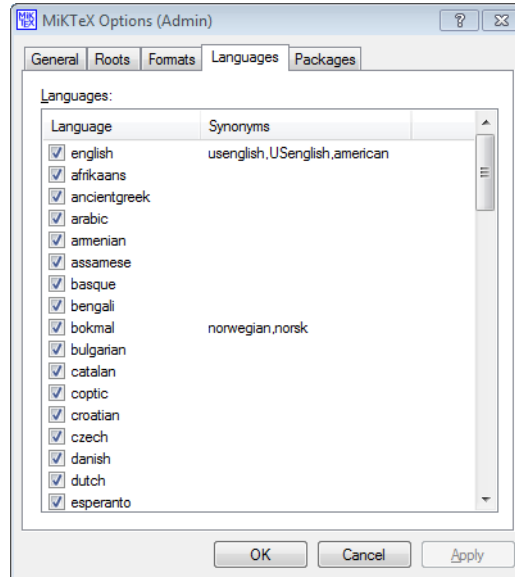 MiKTeX Options (Admin)
General Roots Formats Languages Packages
Languages:
Language Synonyms
english usenglish,USenglish,american
afrikaans
ancientgreek
arabic
armenian
assamese
basque
bengali
bokmal norwegian,norsk
bulgarian
catalan
coptic
croatian
czech
danish
dutch
esperanto
OK Cancel Apply